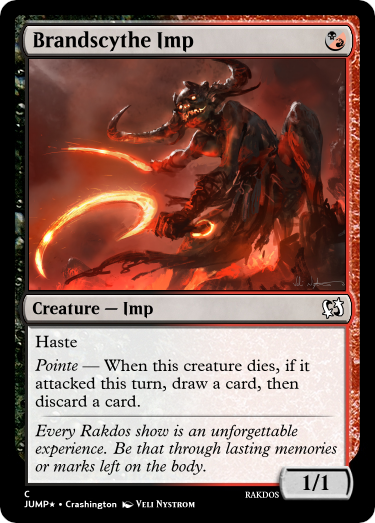 Brandscythe Imp
Creature — Imp
Haste
Pointe — When this creature dies, if it
attacked this turn, draw a card, then
discard a card.
Every Rakdos show is an unforgettable
experience. Be that through lasting memories
or marks left on the body.
1/1
C
RAKDOS
JUMP★ • Crashington Veli Nystrom